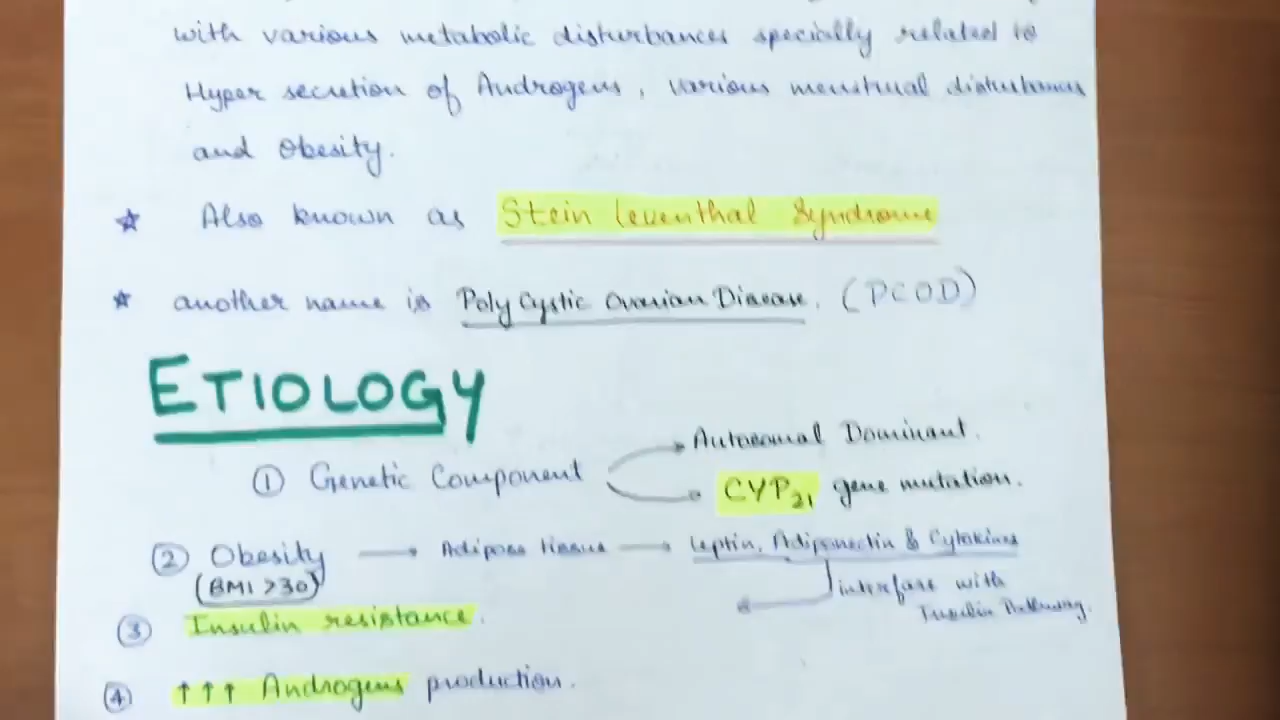 with various metabolic disturbances specially related to
Hyper secretion of Androgens, various menstrual disturbances
and Obesity.
☆ Also known as Stein leventhal Syndrome
☆ another name is Poly Cystic Ovarian Disease. (PCOD)
ETIOLOGY
① Genetic Component → Autosomal Dominant.
→ CYP21 gene mutation.
② Obesity → Adipose tissue → Leptin, Adiponectin & Cytokines
(BMI >30)
interfare with
Insulin Pathway.
③ Insulin resistance.
④ ↑↑↑ Androgens production.